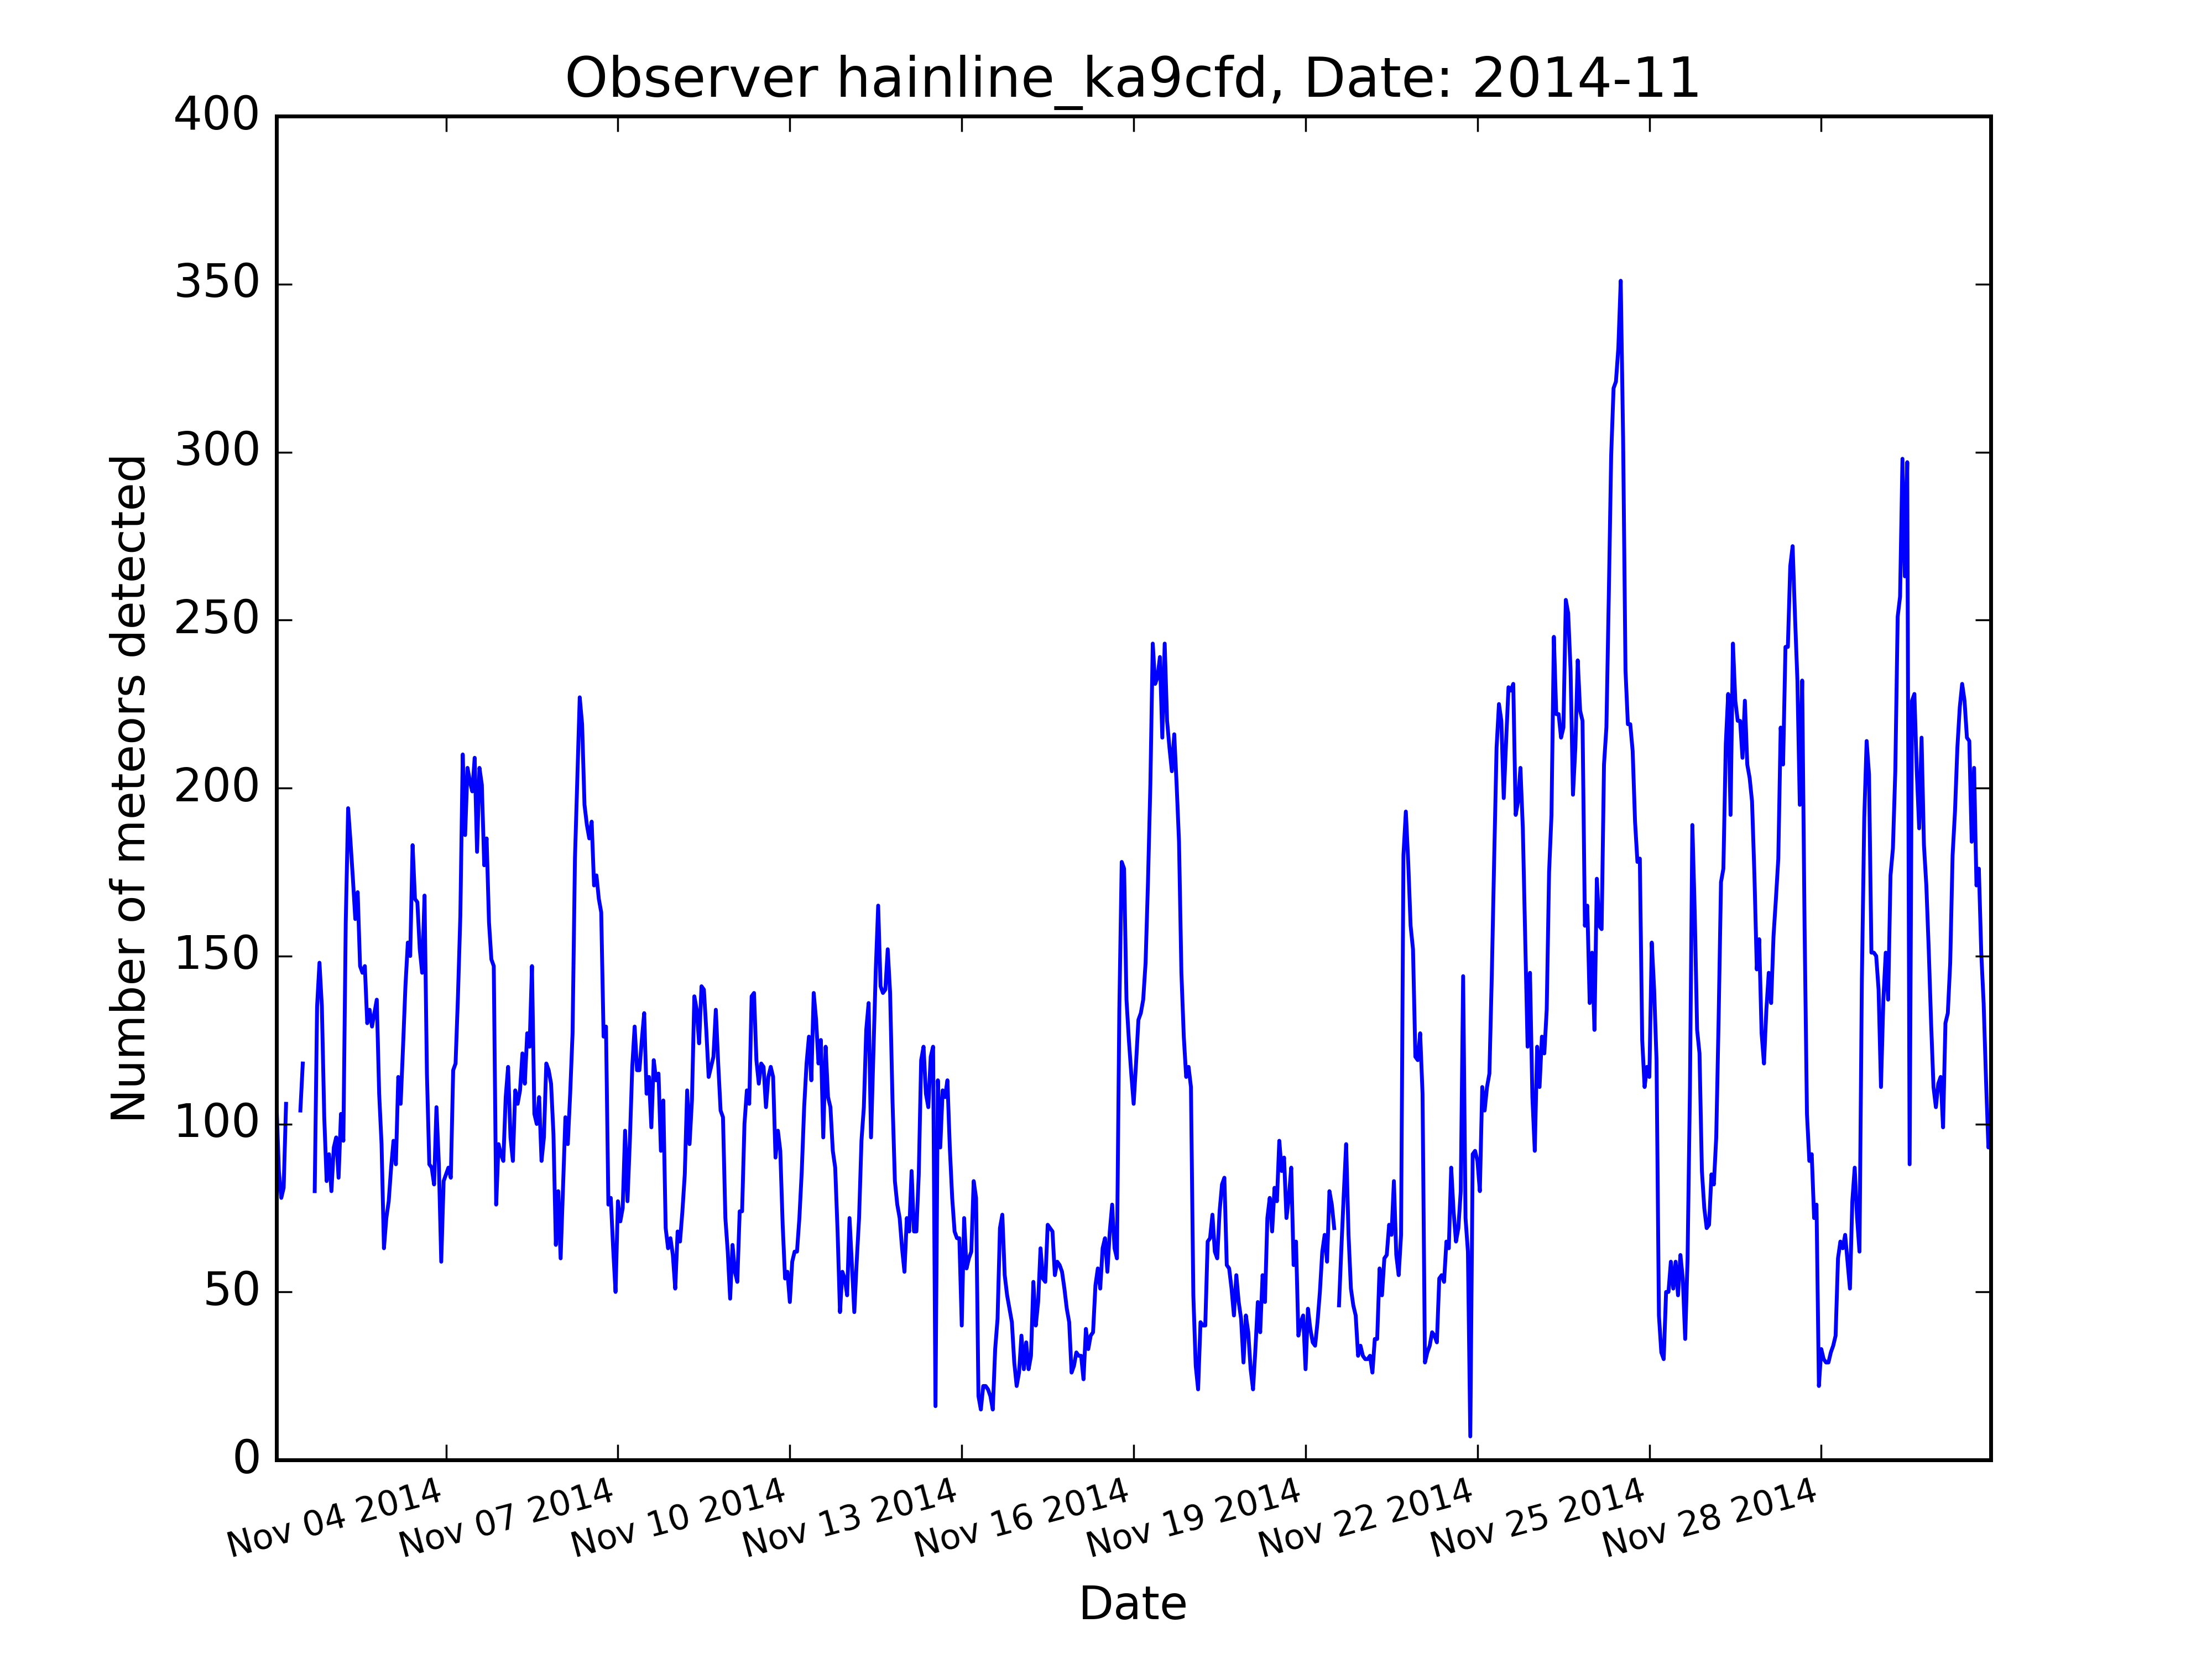 Observer hainline_ka9cfd, Date: 2014-11
400
350
300
250
200
150
100
50
0
Number of meteors detected
Nov 04 2014
Nov 07 2014
Nov 10 2014
Nov 13 2014
Nov 16 2014
Nov 19 2014
Nov 22 2014
Nov 25 2014
Nov 28 2014
Date